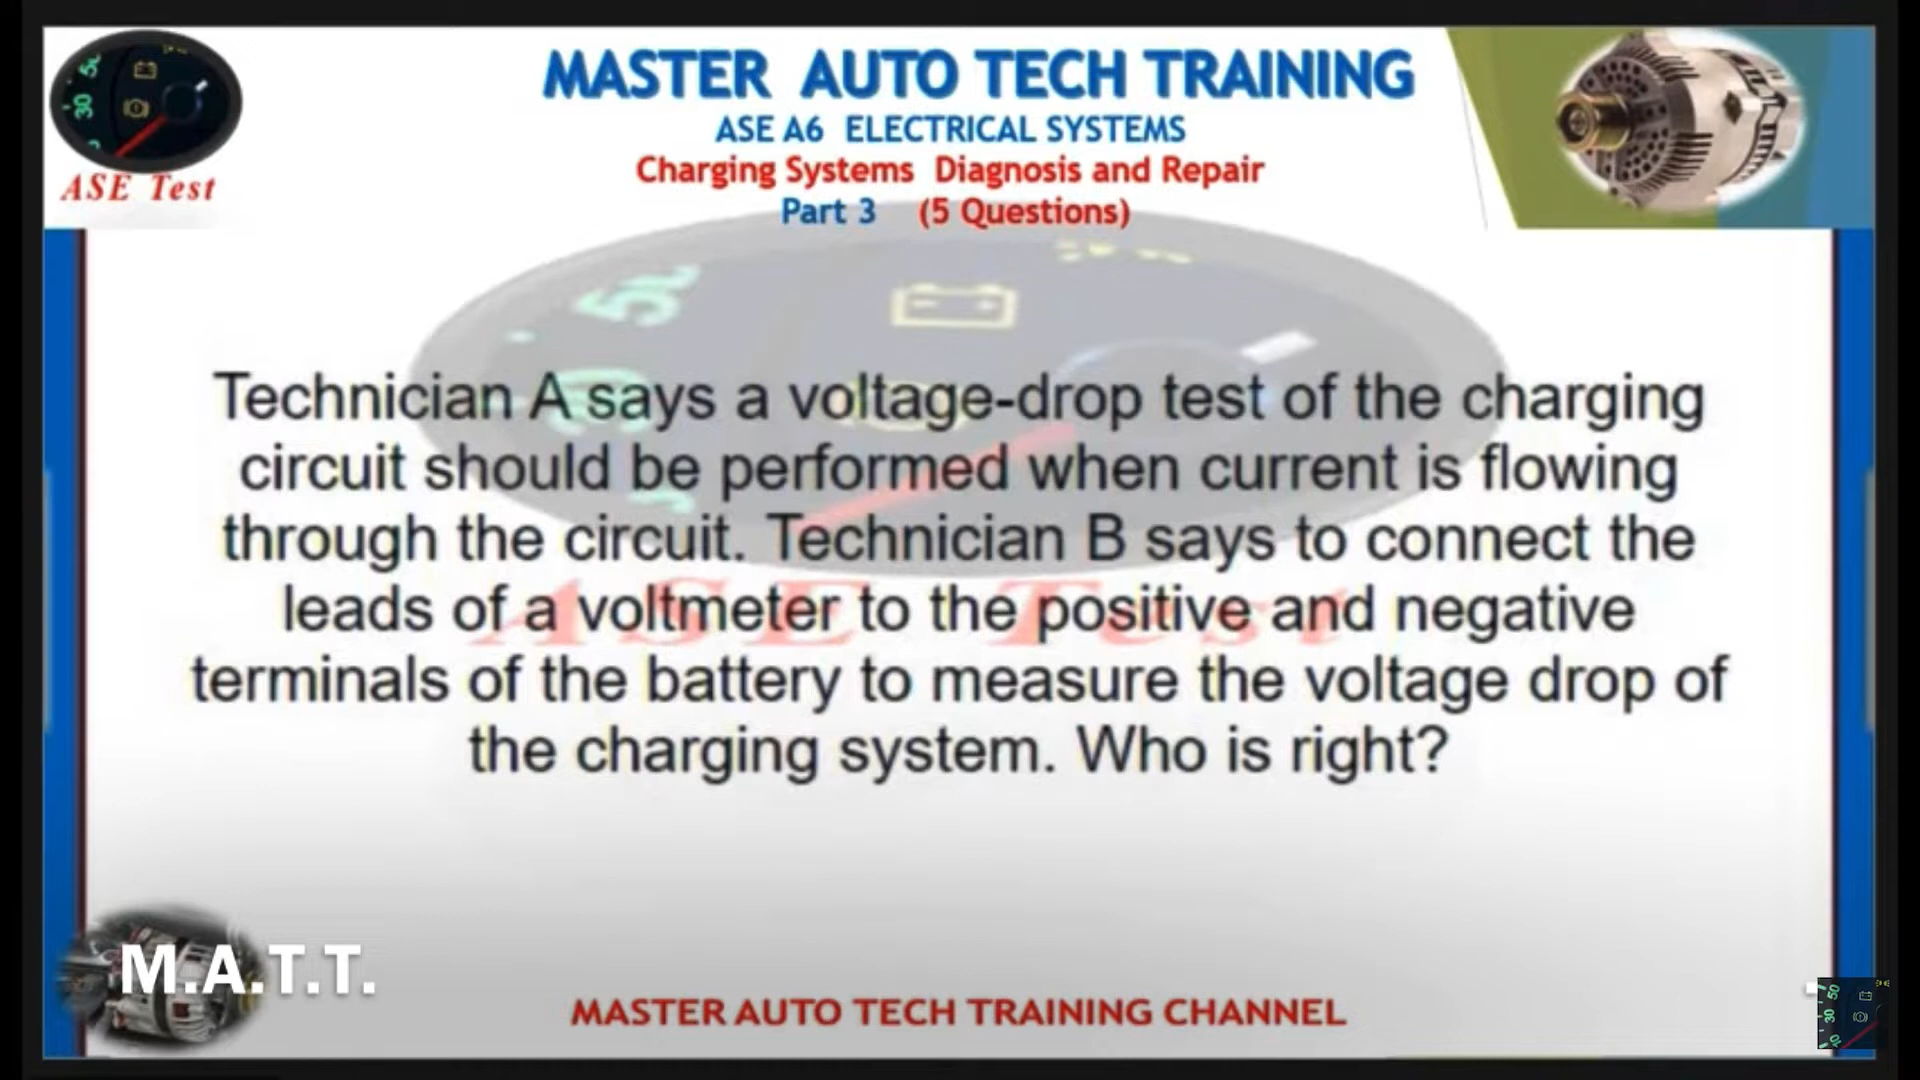 MASTER AUTO TECH TRAINING
ASE A6 ELECTRICAL SYSTEMS
Charging Systems Diagnosis and Repair
Part 3 (5 Questions)
ASE Test
Technician A says a voltage-drop test of the charging
circuit should be performed when current is flowing
through the circuit. Technician B says to connect the
leads of a voltmeter to the positive and negative
terminals of the battery to measure the voltage drop of
the charging system. Who is right?
ASE Test
M.A.T.T.
MASTER AUTO TECH TRAINING CHANNEL